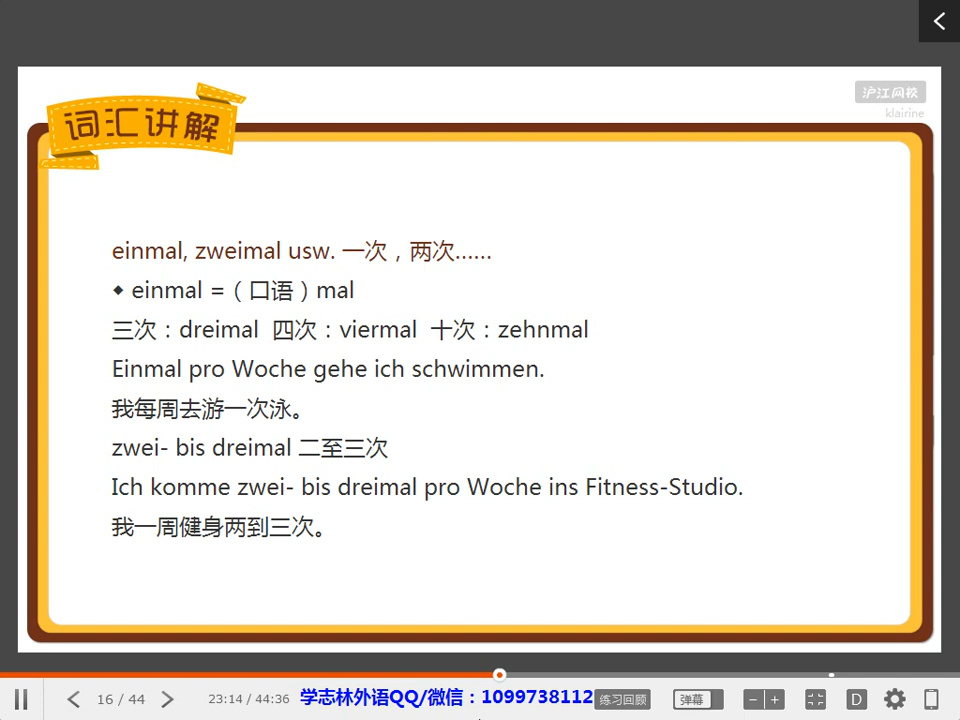 沪江网校
klairine
词汇讲解
einmal, zweimal usw. 一次，两次……
◆ einmal =（口语）mal
三次：dreimal 四次：viermal 十次：zehnmal
Einmal pro Woche gehe ich schwimmen.
我每周去游一次泳。
zwei- bis dreimal 二至三次
Ich komme zwei- bis dreimal pro Woche ins Fitness-Studio.
我一周健身两到三次。
16 / 44
23:14 / 44:36
学志林外语QQ/微信：1099738112
练习回顾
弹幕
D